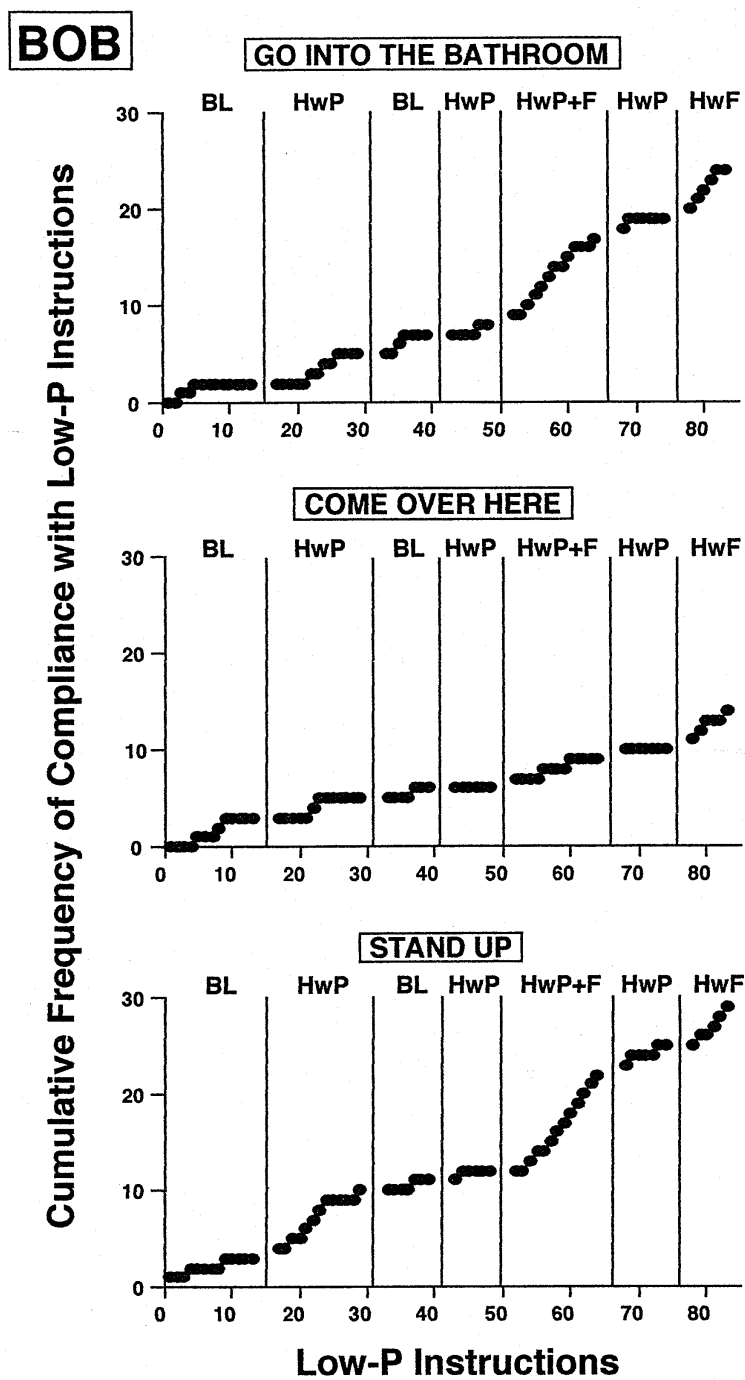 BOB
GO INTO THE BATHROOM
BL HwP BL HwP HwP+F HwP HwF
30
20
10
0
0 10 20 30 40 50 60 70 80
COME OVER HERE
BL HwP BL HwP HwP+F HwP HwF
30
20
10
0
0 10 20 30 40 50 60 70 80
STAND UP
BL HwP BL HwP HwP+F HwP HwF
30
20
10
0
0 10 20 30 40 50 60 70 80
Cumulative Frequency of Compliance with Low-P Instructions
Low-P Instructions